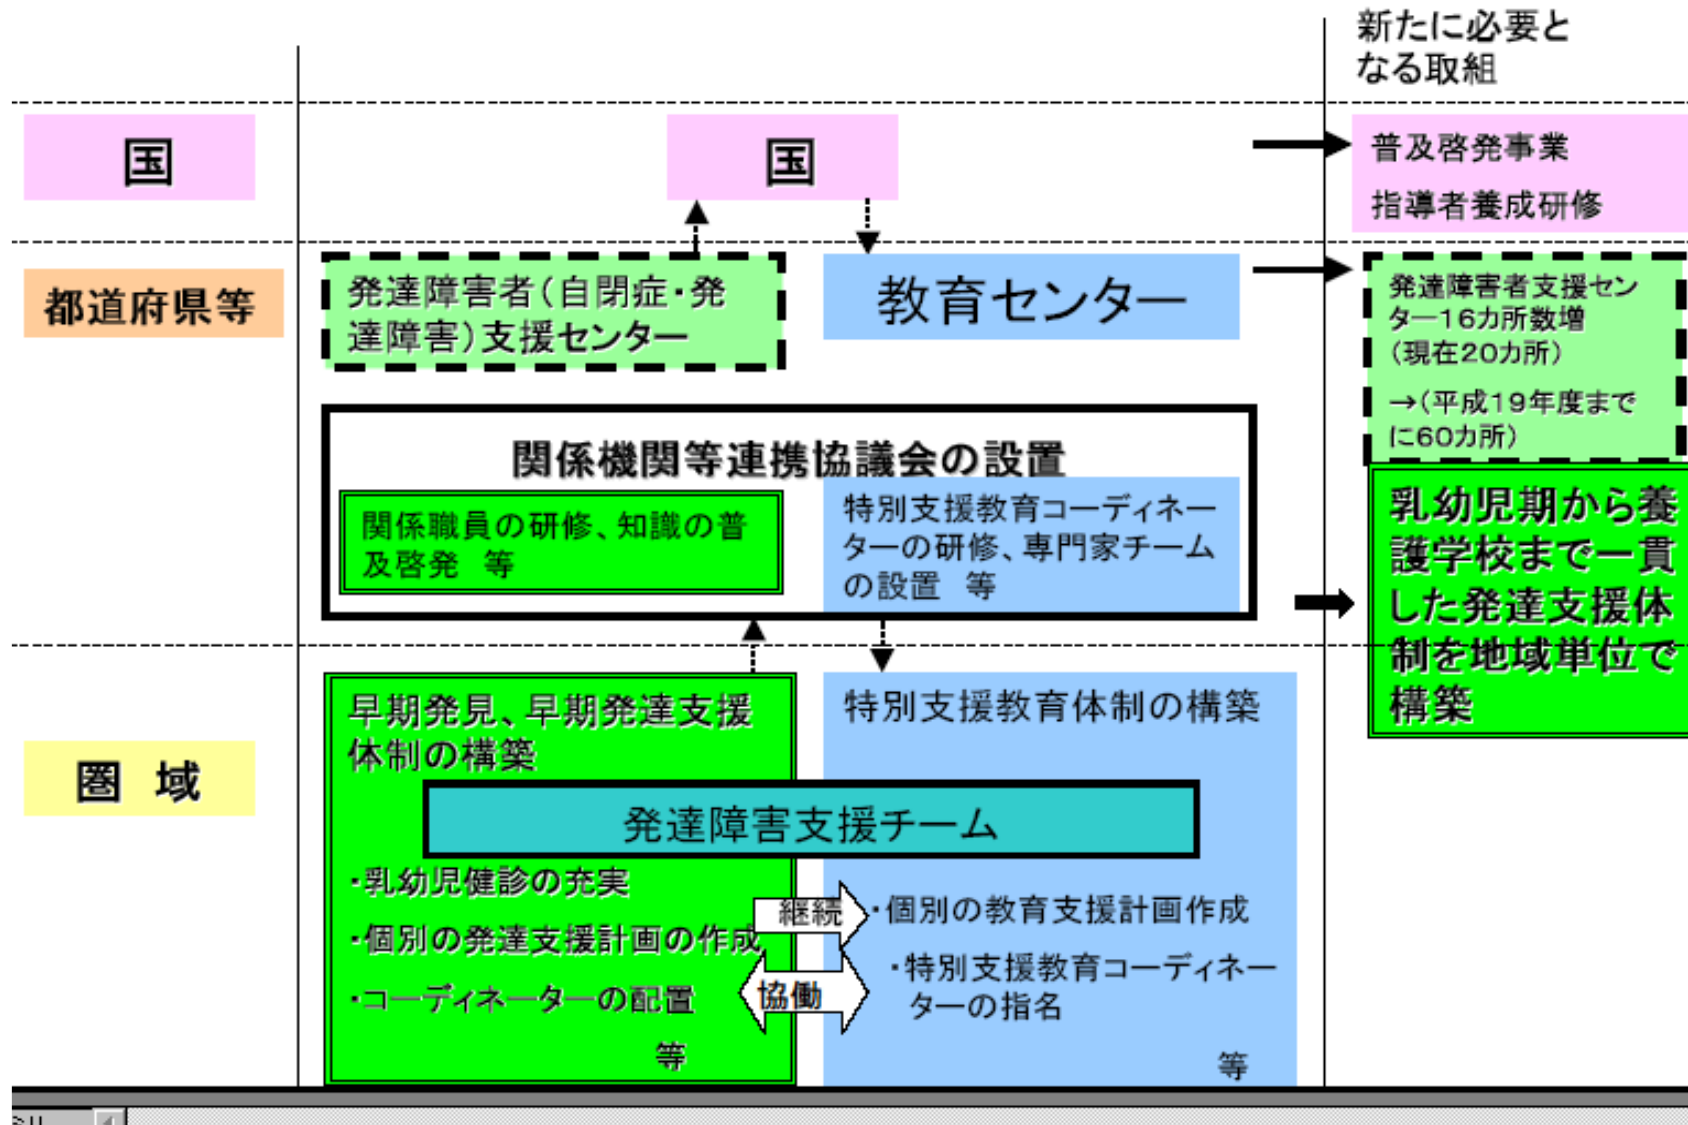 新たに必要と
なる取組
国
国
普及啓発事業
指導者養成研修
都道府県等
発達障害者(自閉症・発
達障害)支援センター
教育センター
発達障害者支援セン
ター16カ所数増
(現在20カ所)
→(平成19年度まで
に60カ所)
関係機関等連携協議会の設置
関係職員の研修、知識の普
及啓発 等
特別支援教育コーディネー
ターの研修、専門家チーム
の設置 等
乳幼児期から養
護学校まで一貫
した発達支援体
制を地域単位で
構築
圏 域
早期発見、早期発達支援
体制の構築
特別支援教育体制の構築
発達障害支援チーム
・乳幼児健診の充実
・個別の発達支援計画の作成
・コーディネーターの配置
等
継続
協働
・個別の教育支援計画作成
・特別支援教育コーディネー
ターの指名
等